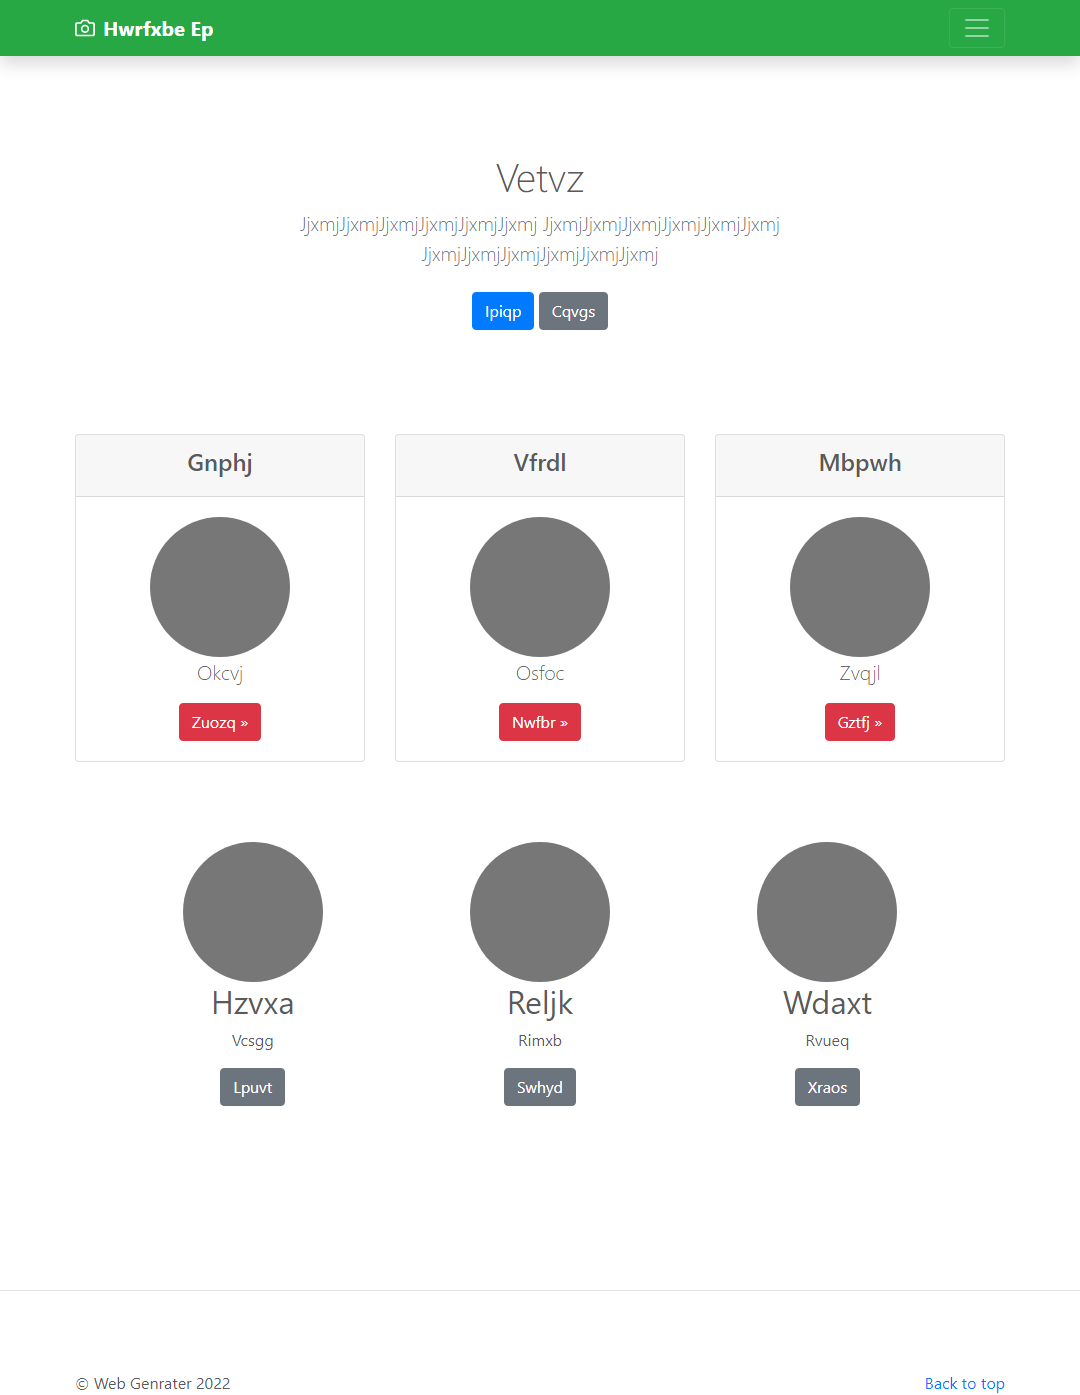 Hwrfxbe Ep
Vetvz
JjxmjJjxmjJjxmjJjxmjJjxmjJjxmj JjxmjJjxmjJjxmjJjxmjJjxmjJjxmj
JjxmjJjxmjJjxmjJjxmjJjxmjJjxmj
Ipiqp Cqvgs
Gnphj Vfrdl Mbpwh
Okcvj Osfoc Zvqjl
Zuozq » Nwfbr » Gztfj »
Hzvxa Reljk Wdaxt
Vcsgg Rimxb Rvueq
Lpuvt Swhyd Xraos
© Web Genrater 2022 Back to top